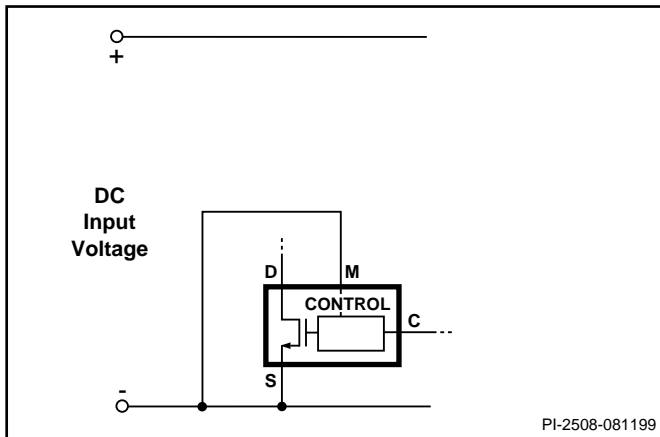 +
DC
Input
Voltage
D
M
CONTROL
C
S
-
PI-2508-081199